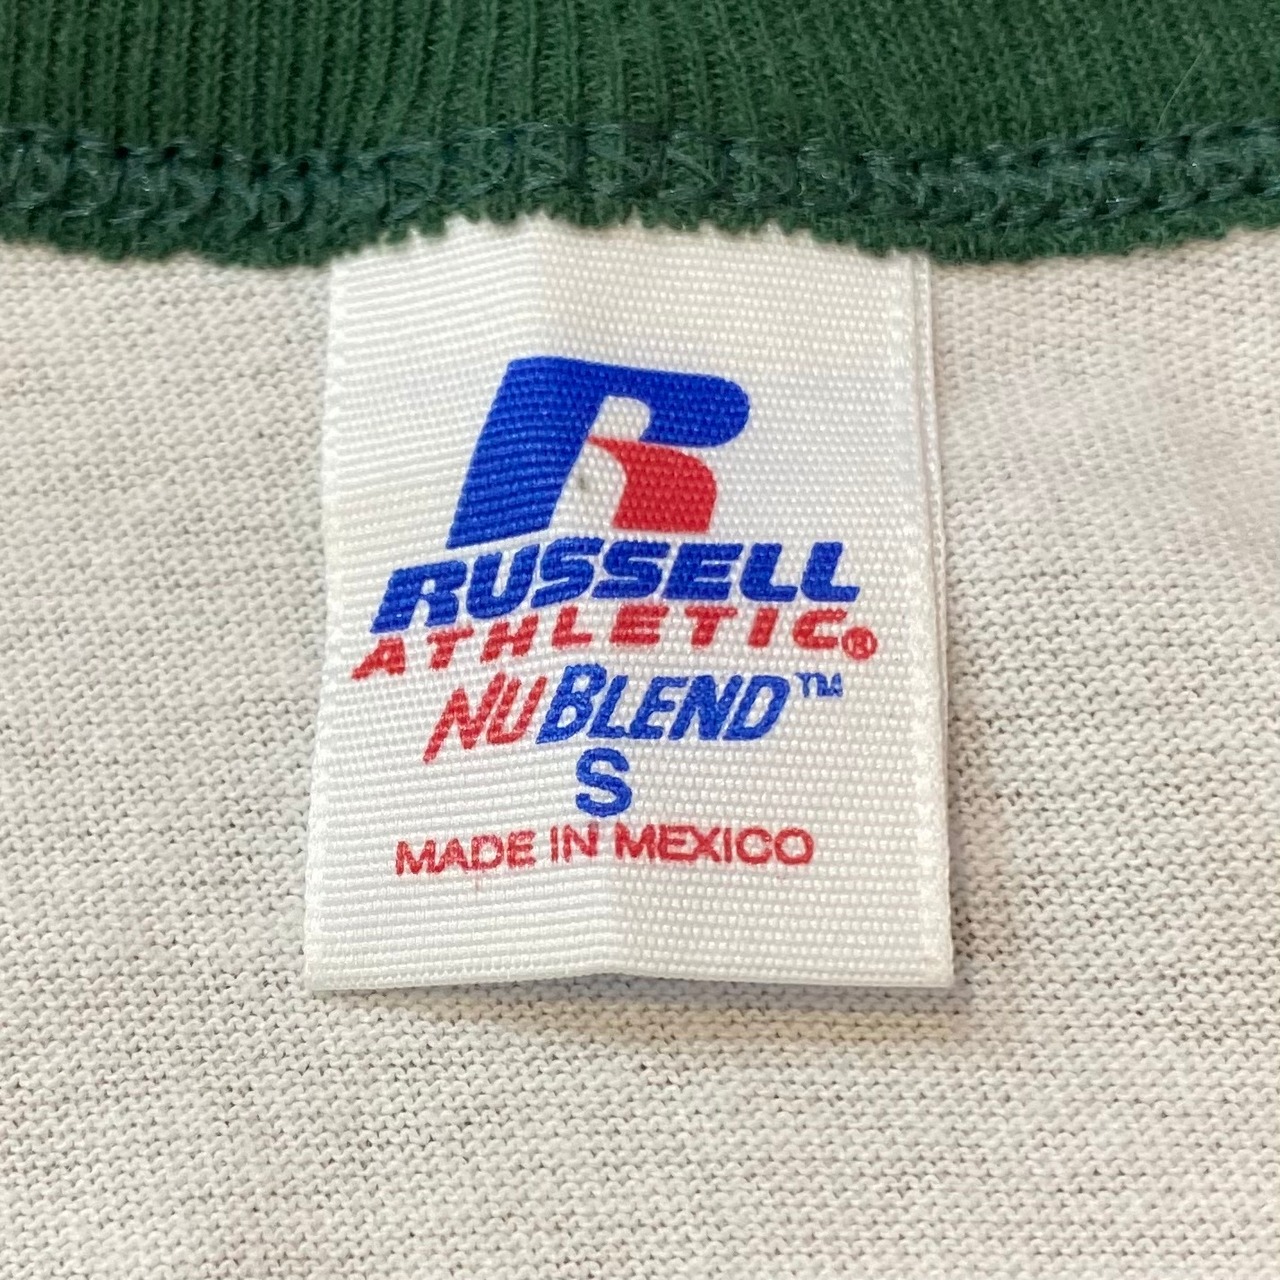 R
RUSSELL
ATHLETIC®
NUBLEND™
S
MADE IN MEXICO